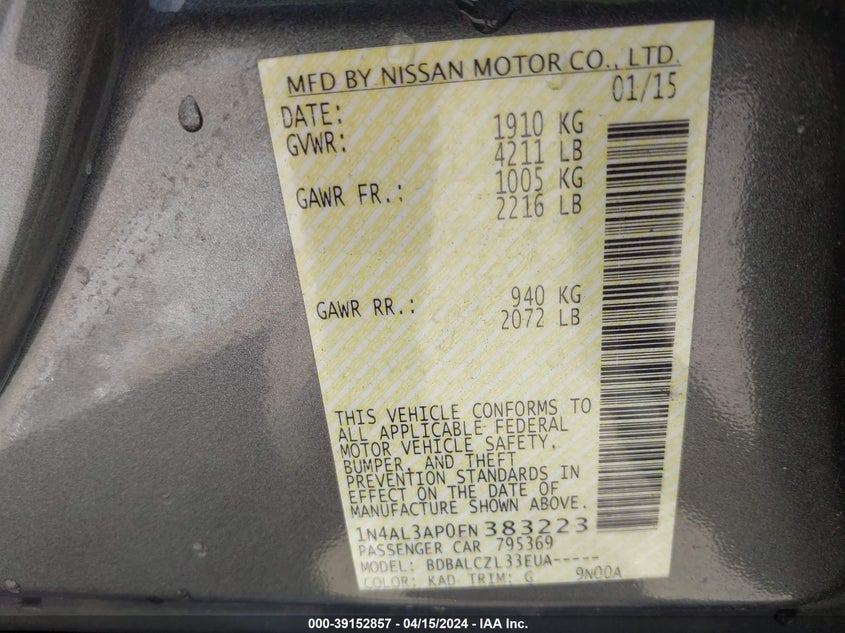 MFD BY NISSAN MOTOR CO., LTD.
DATE: 01/15
GVWR: 1910 KG
4211 LB
GAWR FR.: 1005 KG
2216 LB
GAWR RR.: 940 KG
2072 LB
THIS VEHICLE CONFORMS TO
ALL APPLICABLE FEDERAL
MOTOR VEHICLE SAFETY,
BUMPER, AND THEFT
PREVENTION STANDARDS IN
EFFECT ON THE DATE OF
MANUFACTURE SHOWN ABOVE.
1N4AL3AP0FN383223
PASSENGER CAR 795369
MODEL: BDBALCZL33EUA-----
COLOR: KAD TRIM: G 9N00A
000-39152857 - 04/15/2024 - IAA Inc.